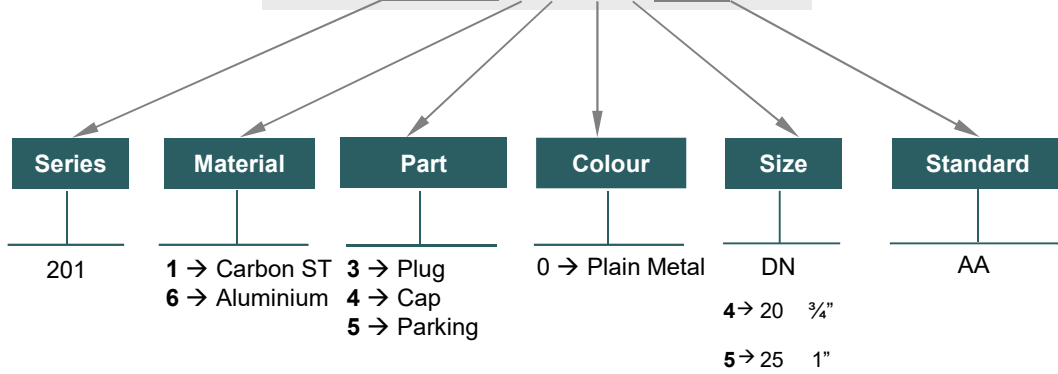 Series
Material
Part
Colour
Size
Standard
201
1 → Carbon ST
6 → Aluminium
3 → Plug
4 → Cap
5 → Parking
0 → Plain Metal
DN
4 → 20 ¾”
5 → 25 1”
AA